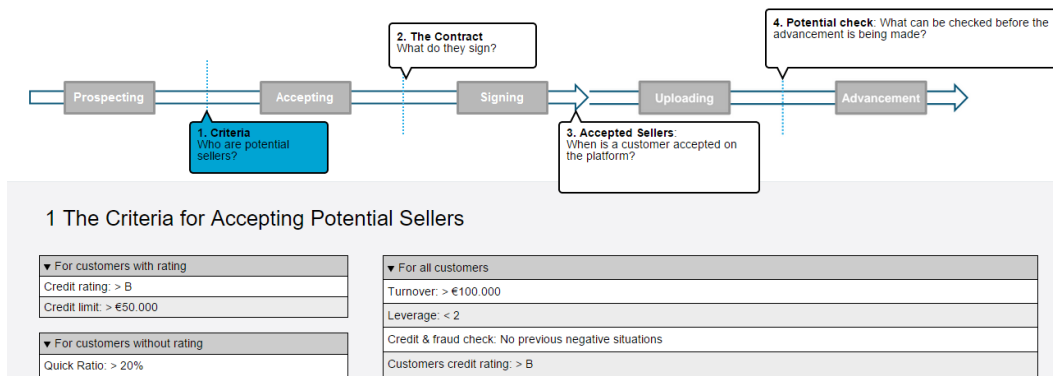 2. The Contract
What do they sign?
4. Potential check: What can be checked before the
advancement is being made?
Prospecting
Accepting
Signing
Uploading
Advancement
1. Criteria
Who are potential
sellers?
3. Accepted Sellers:
When is a customer accepted on
the platform?
1 The Criteria for Accepting Potential Sellers
▼ For customers with rating
Credit rating: > B
Credit limit: > €50.000
▼ For customers without rating
Quick Ratio: > 20%
▼ For all customers
Turnover: > €100.000
Leverage: < 2
Credit & fraud check: No previous negative situations
Customers credit rating: > B